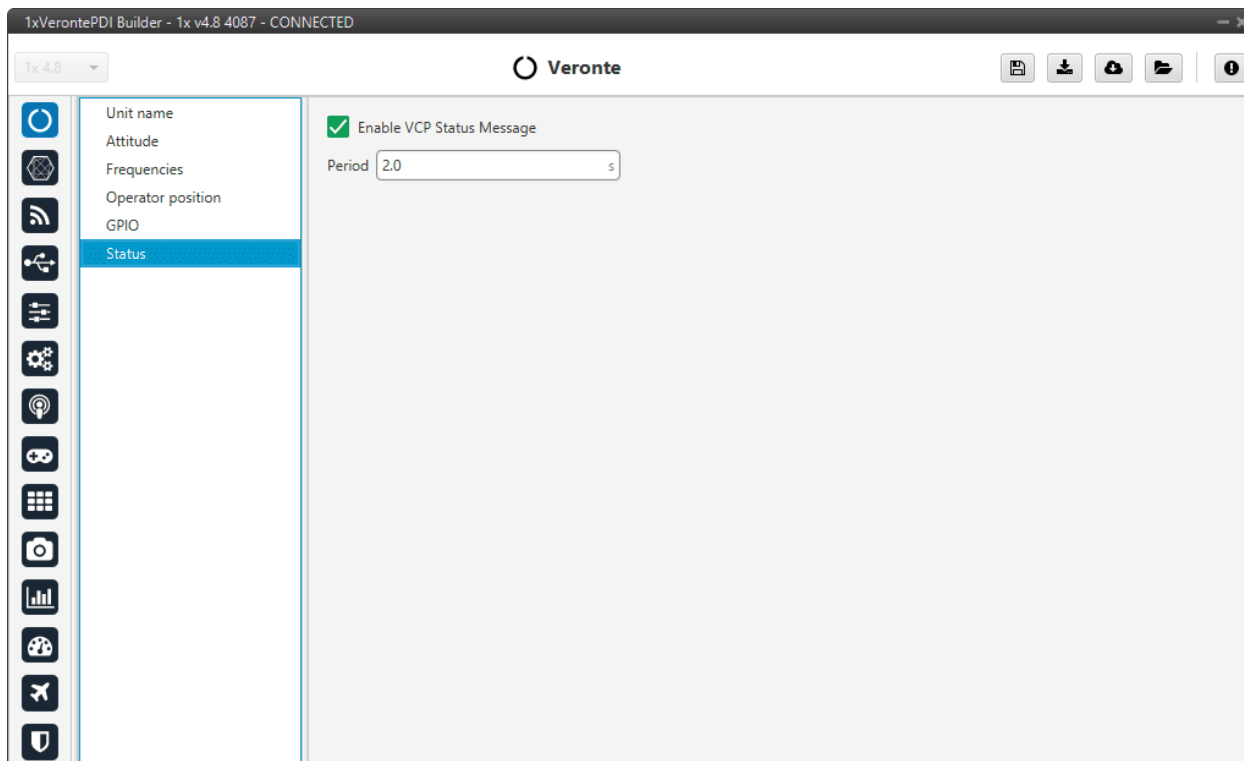 1xVerontePDI Builder - 1x v4.8 4087 - CONNECTED
1x 4.8
Veronte
Unit name
Attitude
Frequencies
Operator position
GPIO
Status
Enable VCP Status Message
Period 2.0 s